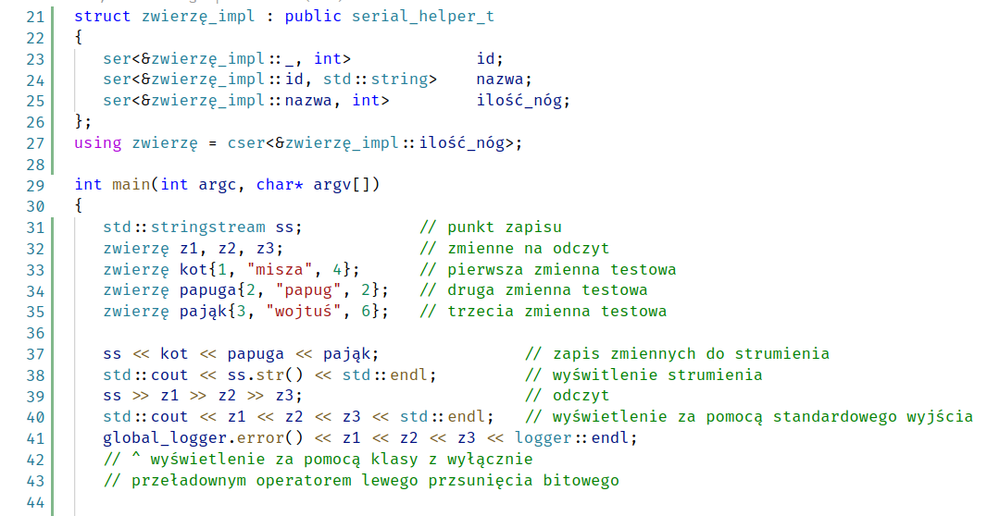 21 struct zwierzę_impl : public serial_helper_t
22 {
23 ser<&zwierzę_impl::_, int> id;
24 ser<&zwierzę_impl::id, std::string> nazwa;
25 ser<&zwierzę_impl::nazwa, int> ilość_nóg;
26 };
27 using zwierzę = cser<&zwierzę_impl::ilość_nóg>;
28
29 int main(int argc, char* argv[])
30 {
31 std::stringstream ss; // punkt zapisu
32 zwierzę z1, z2, z3; // zmienne na odczyt
33 zwierzę kot{1, "misza", 4}; // pierwsza zmienna testowa
34 zwierzę papuga{2, "papug", 2}; // druga zmienna testowa
35 zwierzę pająk{3, "wojtuś", 6}; // trzecia zmienna testowa
36
37 ss << kot << papuga << pająk; // zapis zmiennych do strumienia
38 std::cout << ss.str() << std::endl; // wyświtlenie strumienia
39 ss >> z1 >> z2 >> z3; // odczyt
40 std::cout << z1 << z2 << z3 << std::endl; // wyświetlenie za pomocą standardowego wyjścia
41 global_logger.error() << z1 << z2 << z3 << logger::endl;
42 // ^ wyświetlenie za pomocą klasy z wyłącznie
43 // przeładownym operatorem lewego przsunięcia bitowego
44